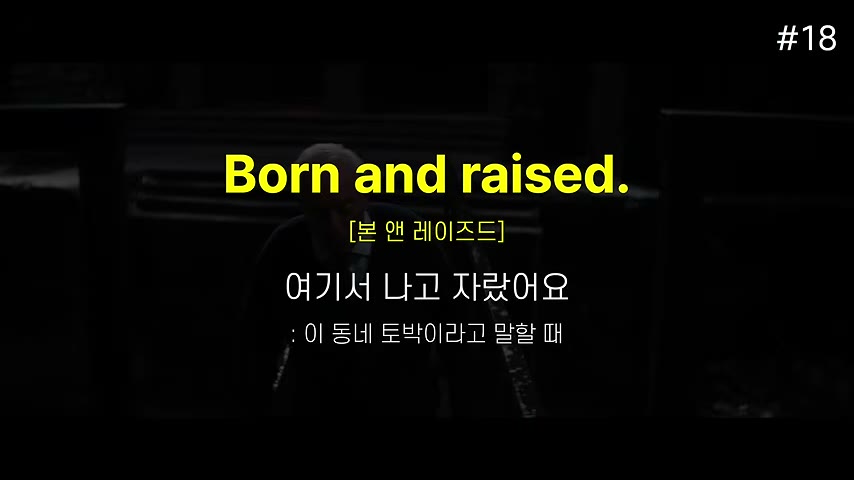 #18
Born and raised.
[본 앤 레이즈드]
여기서 나고 자랐어요
: 이 동네 토박이라고 말할 때